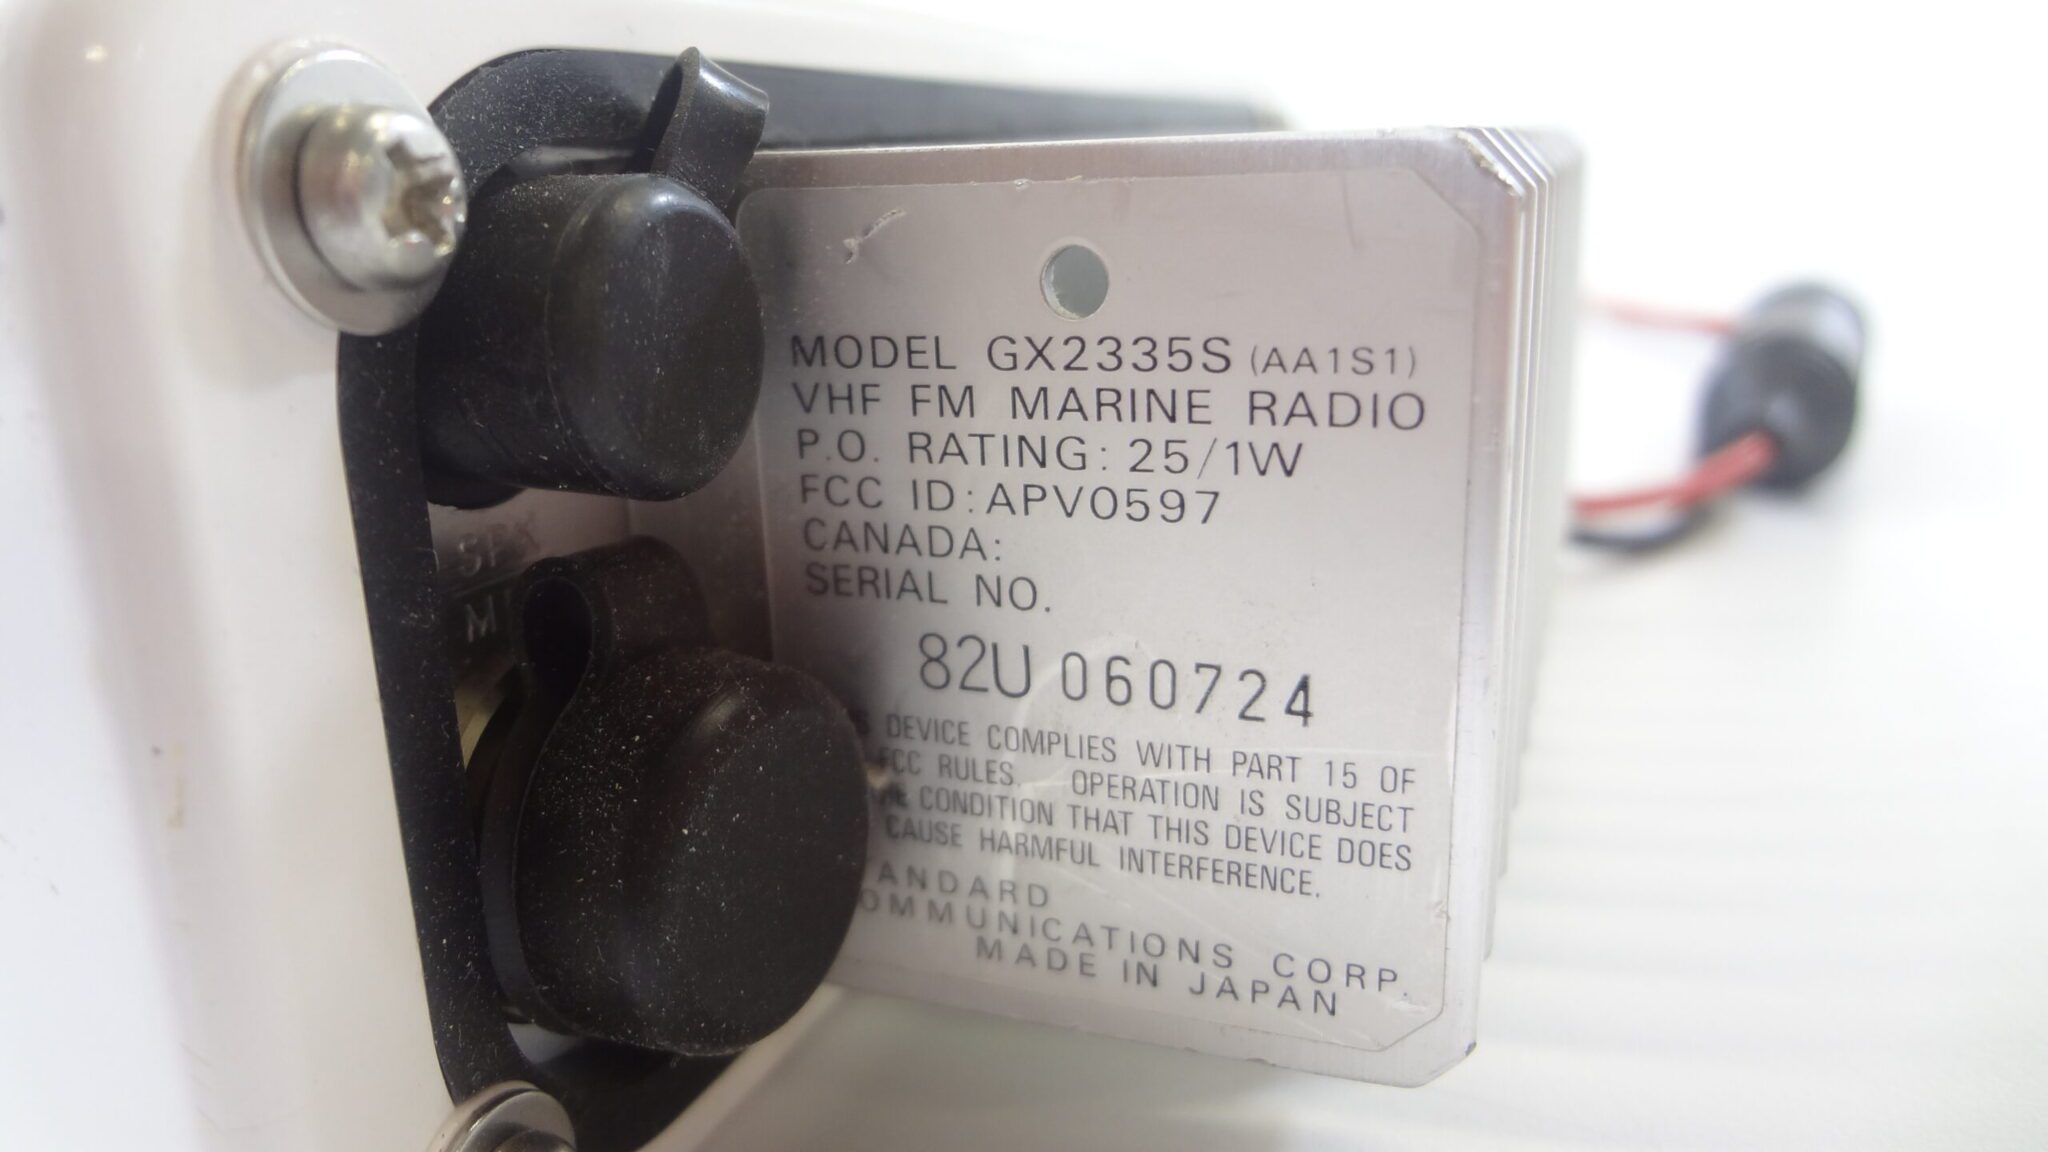 MODEL GX2335S (AA1S1)
VHF FM MARINE RADIO
P.O. RATING: 25/1W
FCC ID: APV0597
CANADA:
SERIAL NO.
82U 060724
DEVICE COMPLIES WITH PART 15 OF
FCC RULES. OPERATION IS SUBJECT
CONDITION THAT THIS DEVICE DOES
CAUSE HARMFUL INTERFERENCE.
TANDARD
OMMUNICATIONS CORP.
MADE IN JAPAN
SPK